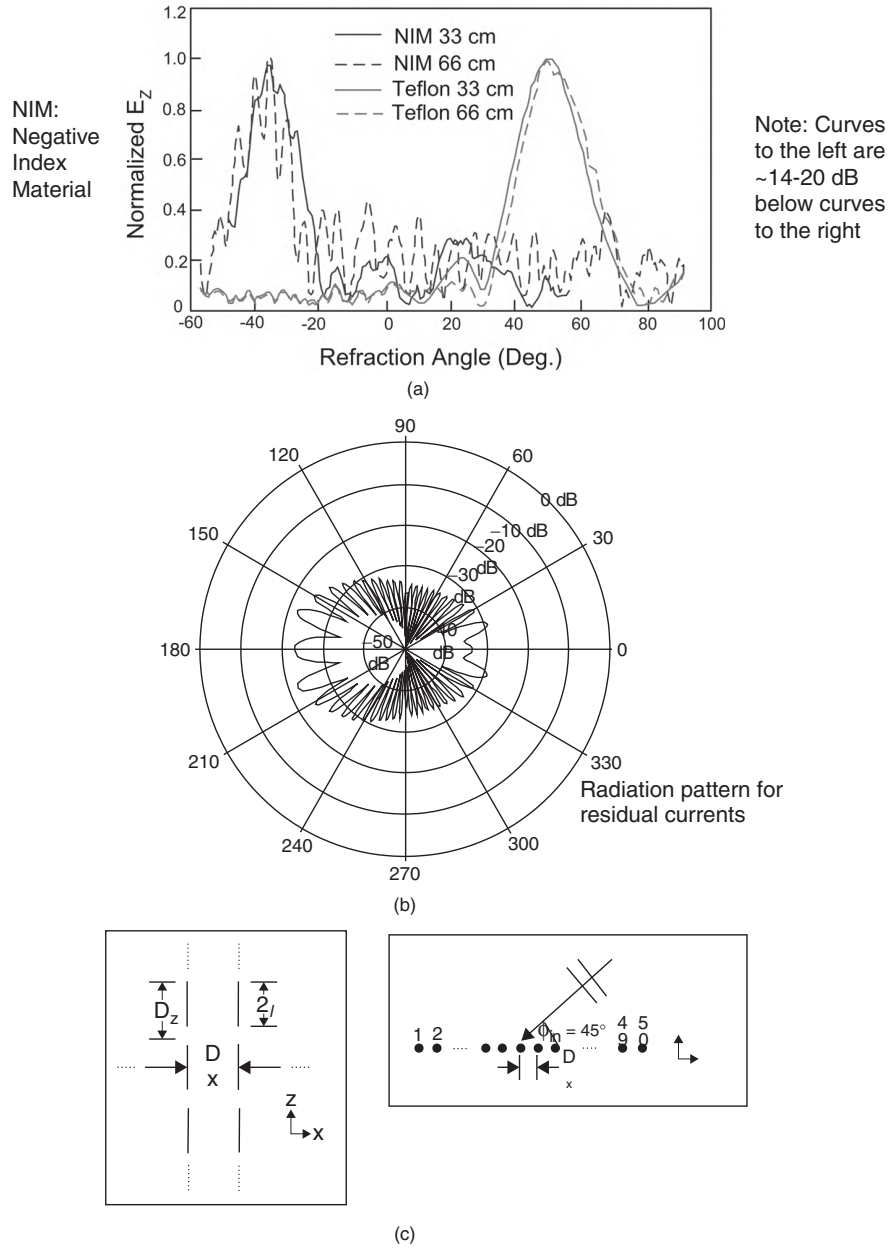 NIM:
Negative
Index
Material
Normalized E_Z
1.2
1.0
0.8
0.6
0.4
0.2
0
NIM 33 cm
NIM 66 cm
Teflon 33 cm
Teflon 66 cm
-60 -40 -20 0 20 40 60 80 100
Refraction Angle (Deg.)
Note: Curves
to the left are
~14-20 dB
below curves
to the right
(a)
90
120 60
0 dB
−10 dB
150 30
−20
dB
−30
dB
−40
dB
−50
dB
180 0
210 330
Radiation pattern for
residual currents
240 300
270
(b)
D_z
2_l
D
x
z
x
1 2
ϕ_in = 45°
4 5
9 0
D
x
(c)